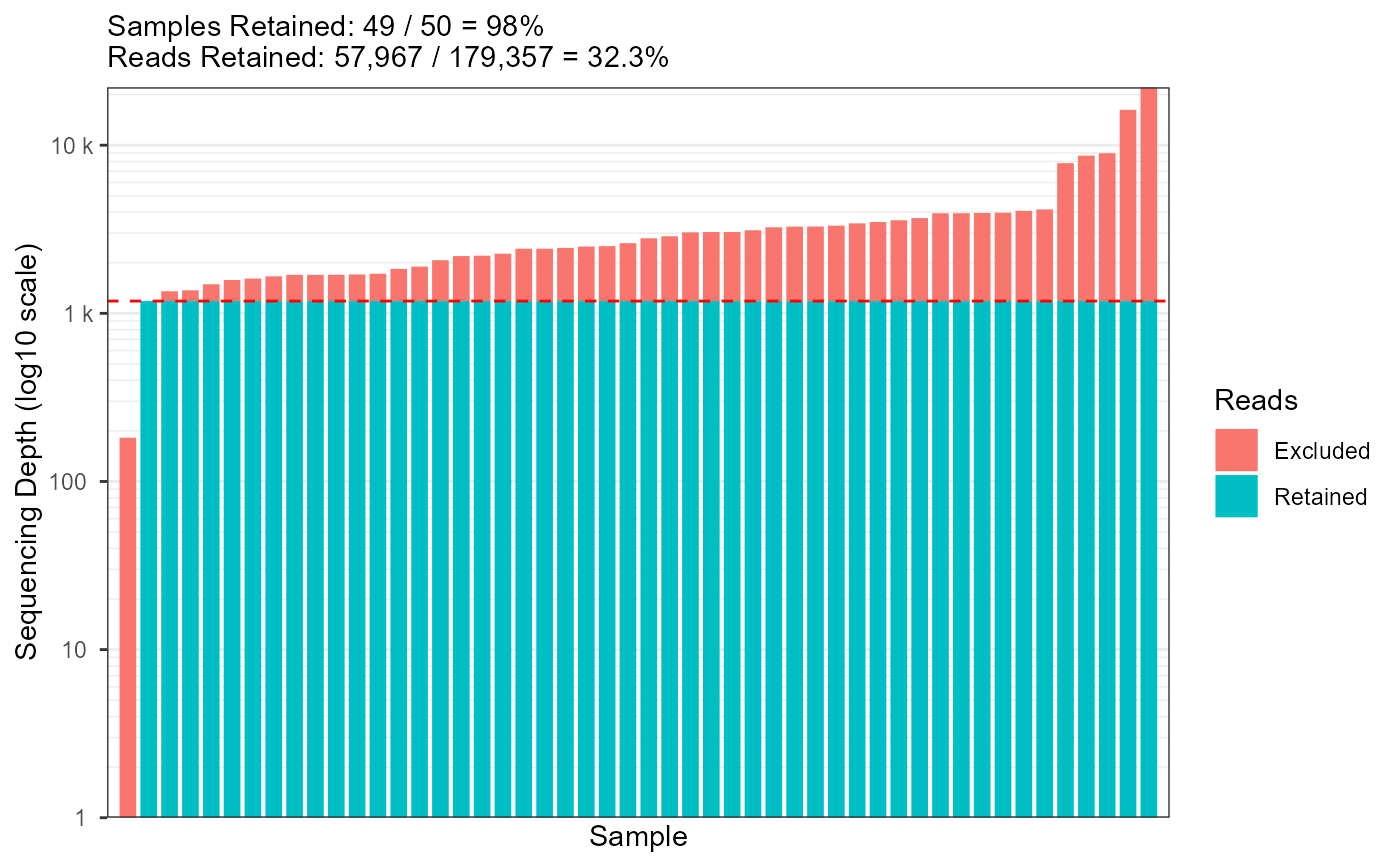 Samples Retained: 49 / 50 = 98%
Reads Retained: 57,967 / 179,357 = 32.3%
Sequencing Depth (log10 scale)
10 k
1 k
100
10
1
Sample
Reads
Excluded
Retained